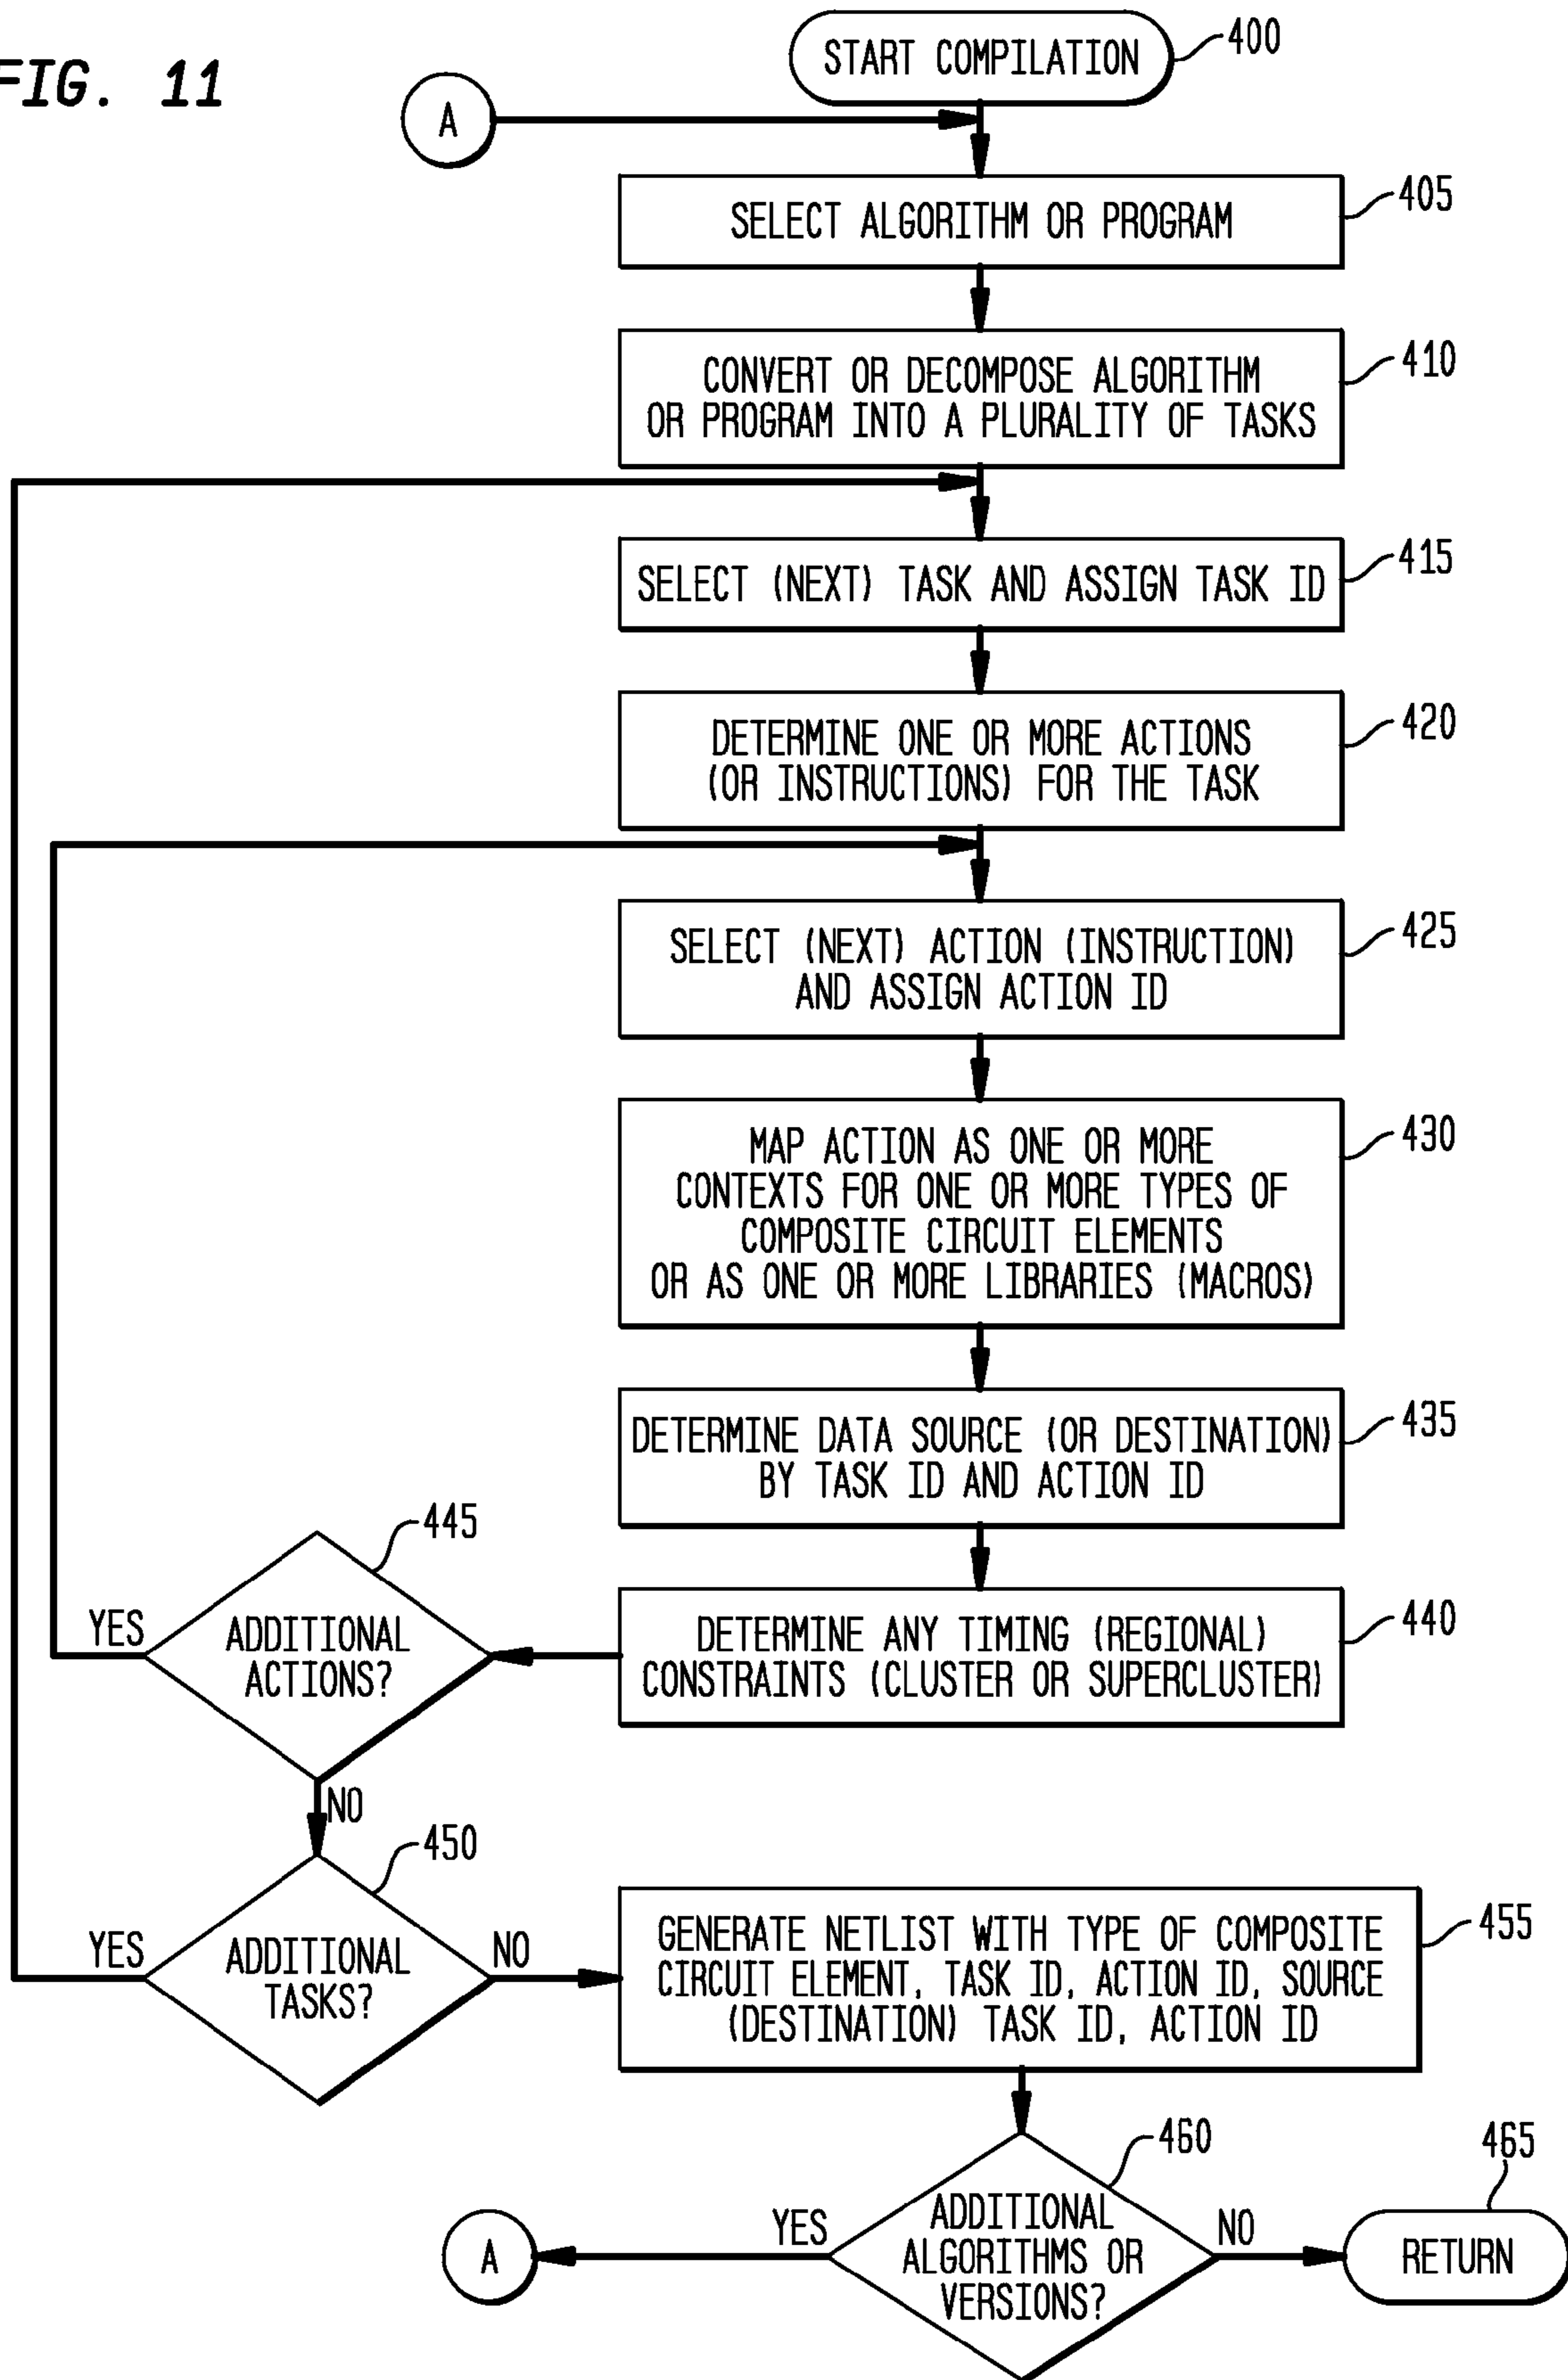 FIG. 11
START COMPILATION
400
A
SELECT ALGORITHM OR PROGRAM
405
CONVERT OR DECOMPOSE ALGORITHM
OR PROGRAM INTO A PLURALITY OF TASKS
410
SELECT (NEXT) TASK AND ASSIGN TASK ID
415
DETERMINE ONE OR MORE ACTIONS
(OR INSTRUCTIONS) FOR THE TASK
420
SELECT (NEXT) ACTION (INSTRUCTION)
AND ASSIGN ACTION ID
425
MAP ACTION AS ONE OR MORE
CONTEXTS FOR ONE OR MORE TYPES OF
COMPOSITE CIRCUIT ELEMENTS
OR AS ONE OR MORE LIBRARIES (MACROS)
430
DETERMINE DATA SOURCE (OR DESTINATION)
BY TASK ID AND ACTION ID
435
DETERMINE ANY TIMING (REGIONAL)
CONSTRAINTS (CLUSTER OR SUPERCLUSTER)
440
445
YES
ADDITIONAL
ACTIONS?
NO
450
YES
ADDITIONAL
TASKS?
NO
GENERATE NETLIST WITH TYPE OF COMPOSITE
CIRCUIT ELEMENT, TASK ID, ACTION ID, SOURCE
(DESTINATION) TASK ID, ACTION ID
455
460
YES
ADDITIONAL
ALGORITHMS OR
VERSIONS?
NO
A
465
RETURN